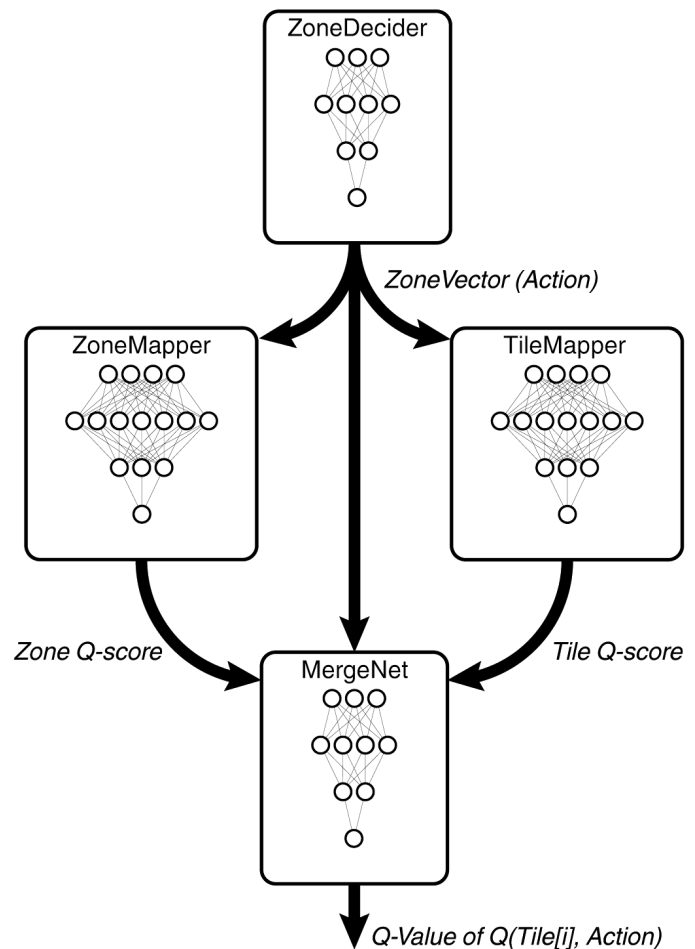 ZoneDecider
ZoneVector (Action)
ZoneMapper
TileMapper
Zone Q-score
Tile Q-score
MergeNet
Q-Value of Q(Tile[i], Action)